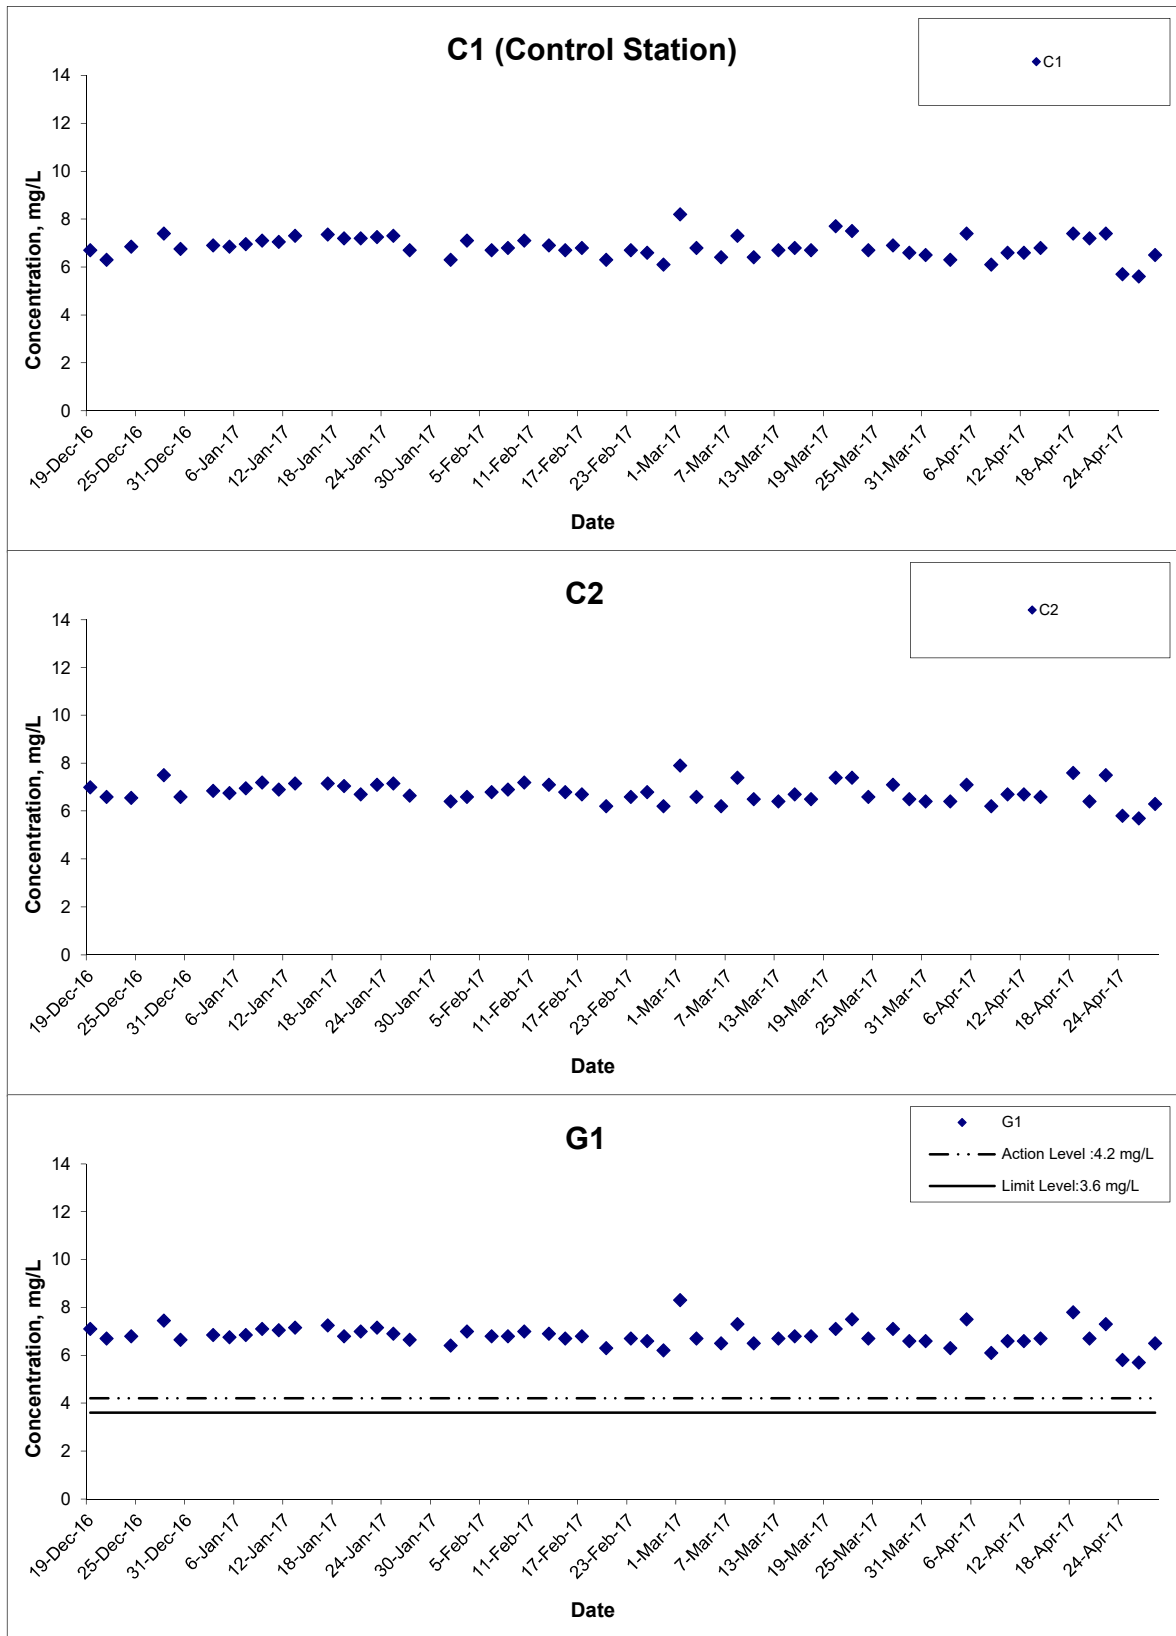 C1 (Control Station)
C1
Concentration, mg/L
14
12
10
8
6
4
2
0
19-Dec-16
25-Dec-16
31-Dec-16
6-Jan-17
12-Jan-17
18-Jan-17
24-Jan-17
30-Jan-17
5-Feb-17
11-Feb-17
17-Feb-17
23-Feb-17
1-Mar-17
7-Mar-17
13-Mar-17
19-Mar-17
25-Mar-17
31-Mar-17
6-Apr-17
12-Apr-17
18-Apr-17
24-Apr-17
Date
C2
C2
Concentration, mg/L
14
12
10
8
6
4
2
0
19-Dec-16
25-Dec-16
31-Dec-16
6-Jan-17
12-Jan-17
18-Jan-17
24-Jan-17
30-Jan-17
5-Feb-17
11-Feb-17
17-Feb-17
23-Feb-17
1-Mar-17
7-Mar-17
13-Mar-17
19-Mar-17
25-Mar-17
31-Mar-17
6-Apr-17
12-Apr-17
18-Apr-17
24-Apr-17
Date
G1
G1
Action Level :4.2 mg/L
Limit Level:3.6 mg/L
Concentration, mg/L
14
12
10
8
6
4
2
0
19-Dec-16
25-Dec-16
31-Dec-16
6-Jan-17
12-Jan-17
18-Jan-17
24-Jan-17
30-Jan-17
5-Feb-17
11-Feb-17
17-Feb-17
23-Feb-17
1-Mar-17
7-Mar-17
13-Mar-17
19-Mar-17
25-Mar-17
31-Mar-17
6-Apr-17
12-Apr-17
18-Apr-17
24-Apr-17
Date